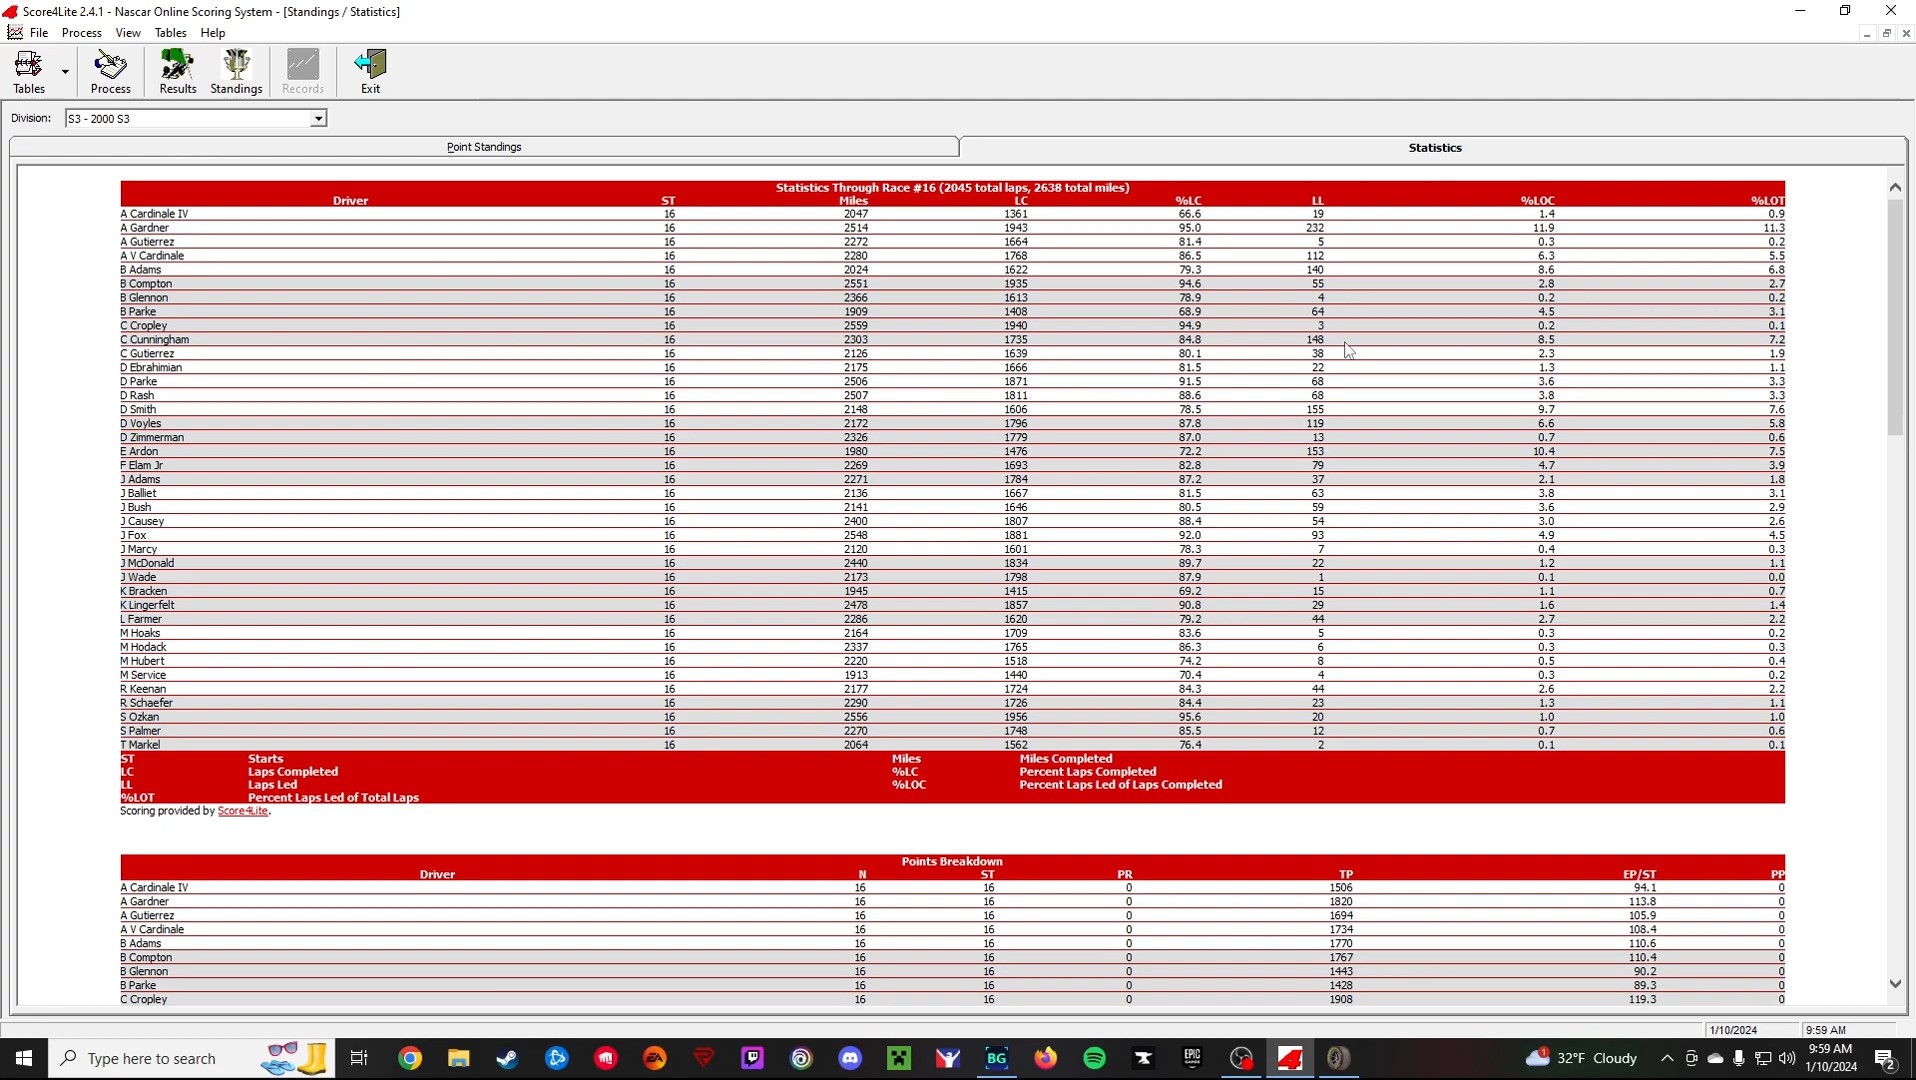 Score4Lite 2.4.1 - Nascar Online Scoring System - [Standings / Statistics]
File Process View Tables Help
Tables Process Results Standings Records Exit
Division: S3 - 2000 S3
Point Standings Statistics
Statistics Through Race #16 (2045 total laps, 2638 total miles)
Driver ST Miles LC %LC LL %LOC %LOT
A Cardinale IV 16 2047 1361 66.6 19 1.4 0.9
A Gardner 16 2514 1943 95.0 232 11.9 11.3
A Gutierrez 16 2272 1664 81.4 5 0.3 0.2
A V Cardinale 16 2280 1768 86.5 112 6.3 5.5
B Adams 16 2024 1622 79.3 140 8.6 6.8
B Compton 16 2551 1935 94.6 55 2.8 2.7
B Glennon 16 2366 1613 78.9 4 0.2 0.2
B Parke 16 1909 1408 68.9 64 4.5 3.1
C Cropley 16 2559 1940 94.9 3 0.2 0.1
C Cunningham 16 2303 1735 84.8 148 8.5 7.2
C Gutierrez 16 2126 1639 80.1 38 2.3 1.9
D Ebrahimian 16 2175 1666 81.5 22 1.3 1.1
D Parke 16 2506 1871 91.5 68 3.6 3.3
D Rash 16 2507 1811 88.6 68 3.8 3.3
D Smith 16 2148 1606 78.5 155 9.7 7.6
D Voyles 16 2172 1796 87.8 119 6.6 5.8
D Zimmerman 16 2326 1779 87.0 13 0.7 0.6
E Ardon 16 1980 1476 72.2 153 10.4 7.5
F Elam Jr 16 2269 1693 82.8 79 4.7 3.9
J Adams 16 2271 1784 87.2 37 2.1 1.8
J Balliet 16 2136 1667 81.5 63 3.8 3.1
J Bush 16 2141 1646 80.5 59 3.6 2.9
J Causey 16 2400 1807 88.4 54 3.0 2.6
J Fox 16 2548 1881 92.0 93 4.9 4.5
J Marcy 16 2120 1601 78.3 7 0.4 0.3
J McDonald 16 2440 1834 89.7 22 1.2 1.1
J Wade 16 2173 1798 87.9 1 0.1 0.0
K Bracken 16 1945 1415 69.2 15 1.1 0.7
K Lingerfelt 16 2478 1857 90.8 29 1.6 1.4
L Farmer 16 2286 1620 79.2 44 2.7 2.2
M Hoaks 16 2164 1709 83.6 5 0.3 0.2
M Hodack 16 2337 1765 86.3 6 0.3 0.3
M Hubert 16 2220 1518 74.2 8 0.5 0.4
M Service 16 1913 1440 70.4 4 0.3 0.2
R Keenan 16 2177 1724 84.3 44 2.6 2.2
R Schaefer 16 2290 1726 84.4 23 1.3 1.1
S Ozkan 16 2556 1956 95.6 20 1.0 1.0
S Palmer 16 2270 1748 85.5 12 0.7 0.6
T Markel 16 2064 1562 76.4 2 0.1 0.1
ST Starts Miles Miles Completed
LC Laps Completed %LC Percent Laps Completed
LL Laps Led %LOC Percent Laps Led of Laps Completed
%LOT Percent Laps Led of Total Laps
Scoring provided by Score4Lite.
Points Breakdown
Driver N ST PR TP EP/ST PP
A Cardinale IV 16 16 0 1506 94.1 0
A Gardner 16 16 0 1820 113.8 0
A Gutierrez 16 16 0 1694 105.9 0
A V Cardinale 16 16 0 1734 108.4 0
B Adams 16 16 0 1770 110.6 0
B Compton 16 16 0 1767 110.4 0
B Glennon 16 16 0 1443 90.2 0
B Parke 16 16 0 1428 89.3 0
C Cropley 16 16 0 1908 119.3 0
1/10/2024 9:59 AM
Type here to search
EA
BG
EPIC GAMES
32°F Cloudy
9:59 AM
1/10/2024
2